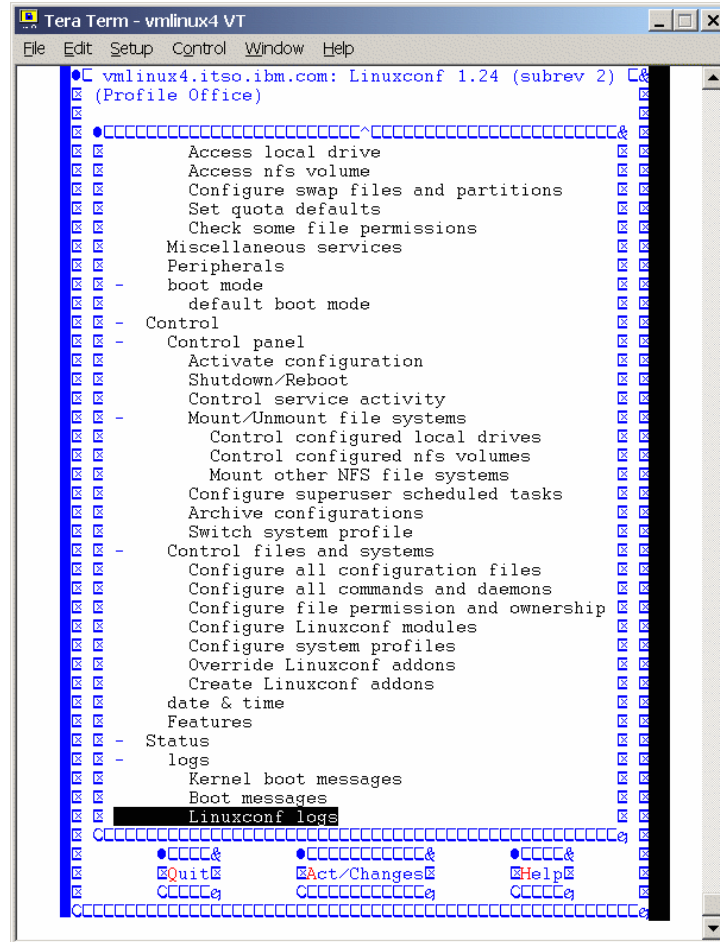 Tera Term - vmlinux4 VT
File Edit Setup Control Window Help
vmlinux4.itso.ibm.com: Linuxconf 1.24 (subrev 2)
(Profile Office)
Access local drive
Access nfs volume
Configure swap files and partitions
Set quota defaults
Check some file permissions
Miscellaneous services
Peripherals
- boot mode
default boot mode
- Control
- Control panel
Activate configuration
Shutdown/Reboot
Control service activity
- Mount/Unmount file systems
Control configured local drives
Control configured nfs volumes
Mount other NFS file systems
Configure superuser scheduled tasks
Archive configurations
Switch system profile
- Control files and systems
Configure all configuration files
Configure all commands and daemons
Configure file permission and ownership
Configure Linuxconf modules
Configure system profiles
Override Linuxconf addons
Create Linuxconf addons
date & time
Features
- Status
- logs
Kernel boot messages
Boot messages
Linuxconf logs
Quit Act/Changes Help